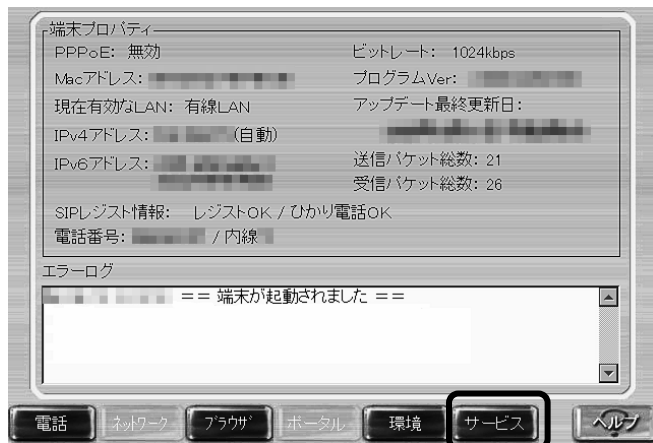 端末プロパティ
PPPoE: 無効
ビットレート: 1024kbps
Macアドレス:
プログラムVer:
現在有効なLAN: 有線LAN
アップデート最終更新日:
IPv4アドレス: (自動)
IPv6アドレス:
送信パケット総数: 21
受信パケット総数: 26
SIPレジスト情報: レジストOK / ひかり電話OK
電話番号: / 内線
エラーログ
== 端末が起動されました ==
電話 ネットワーク ブラウザ ポータル 環境 サービス ヘルプ